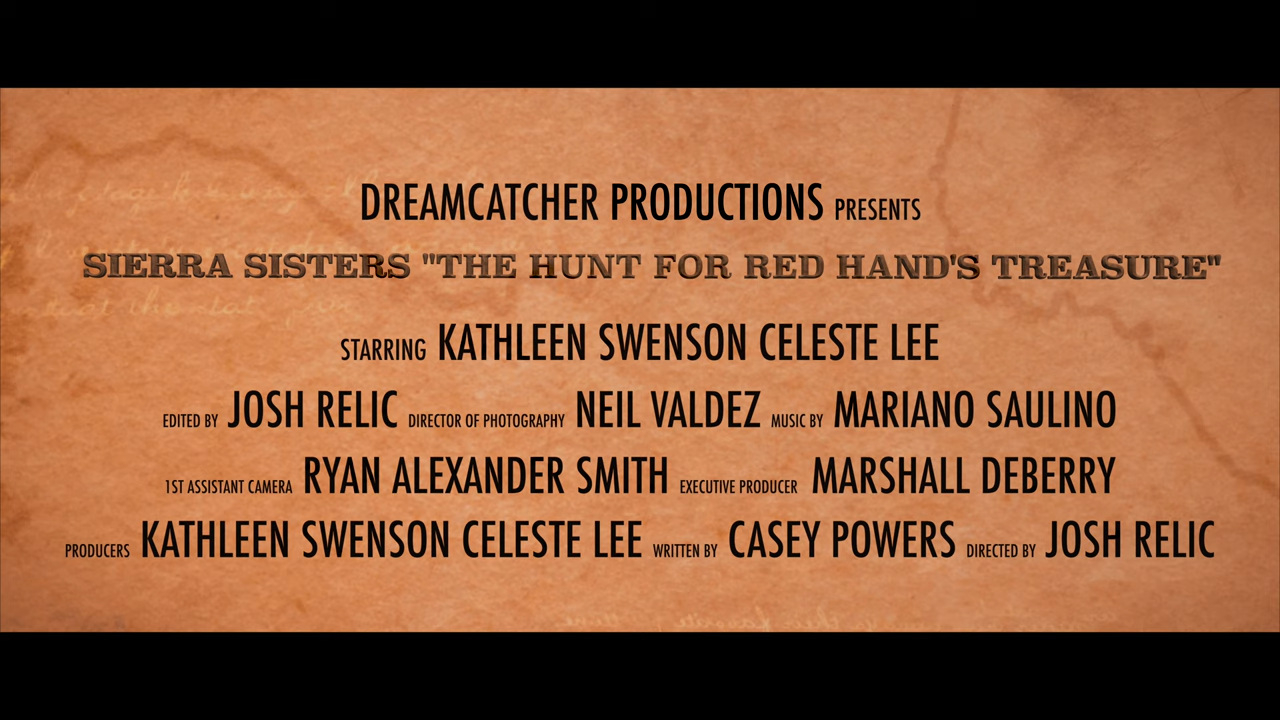 DREAMCATCHER PRODUCTIONS PRESENTS
SIERRA SISTERS "THE HUNT FOR RED HAND'S TREASURE"
STARRING KATHLEEN SWENSON CELESTE LEE
EDITED BY JOSH RELIC DIRECTOR OF PHOTOGRAPHY NEIL VALDEZ MUSIC BY MARIANO SAULINO
1ST ASSISTANT CAMERA RYAN ALEXANDER SMITH EXECUTIVE PRODUCER MARSHALL DEBERRY
PRODUCERS KATHLEEN SWENSON CELESTE LEE WRITTEN BY CASEY POWERS DIRECTED BY JOSH RELIC